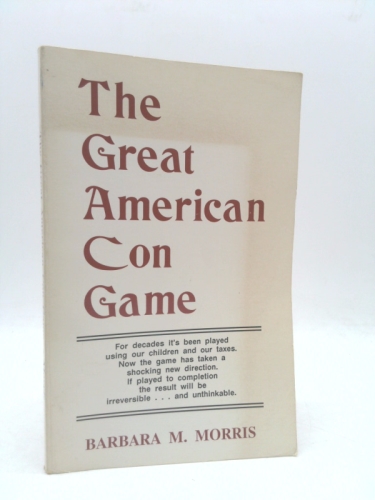 The
Great
American
Con
Game
For decades it's been played
using our children and our taxes.
Now the game has taken a
shocking new direction.
If played to completion
the result will be
irreversible . . . and unthinkable.
BARBARA M. MORRIS